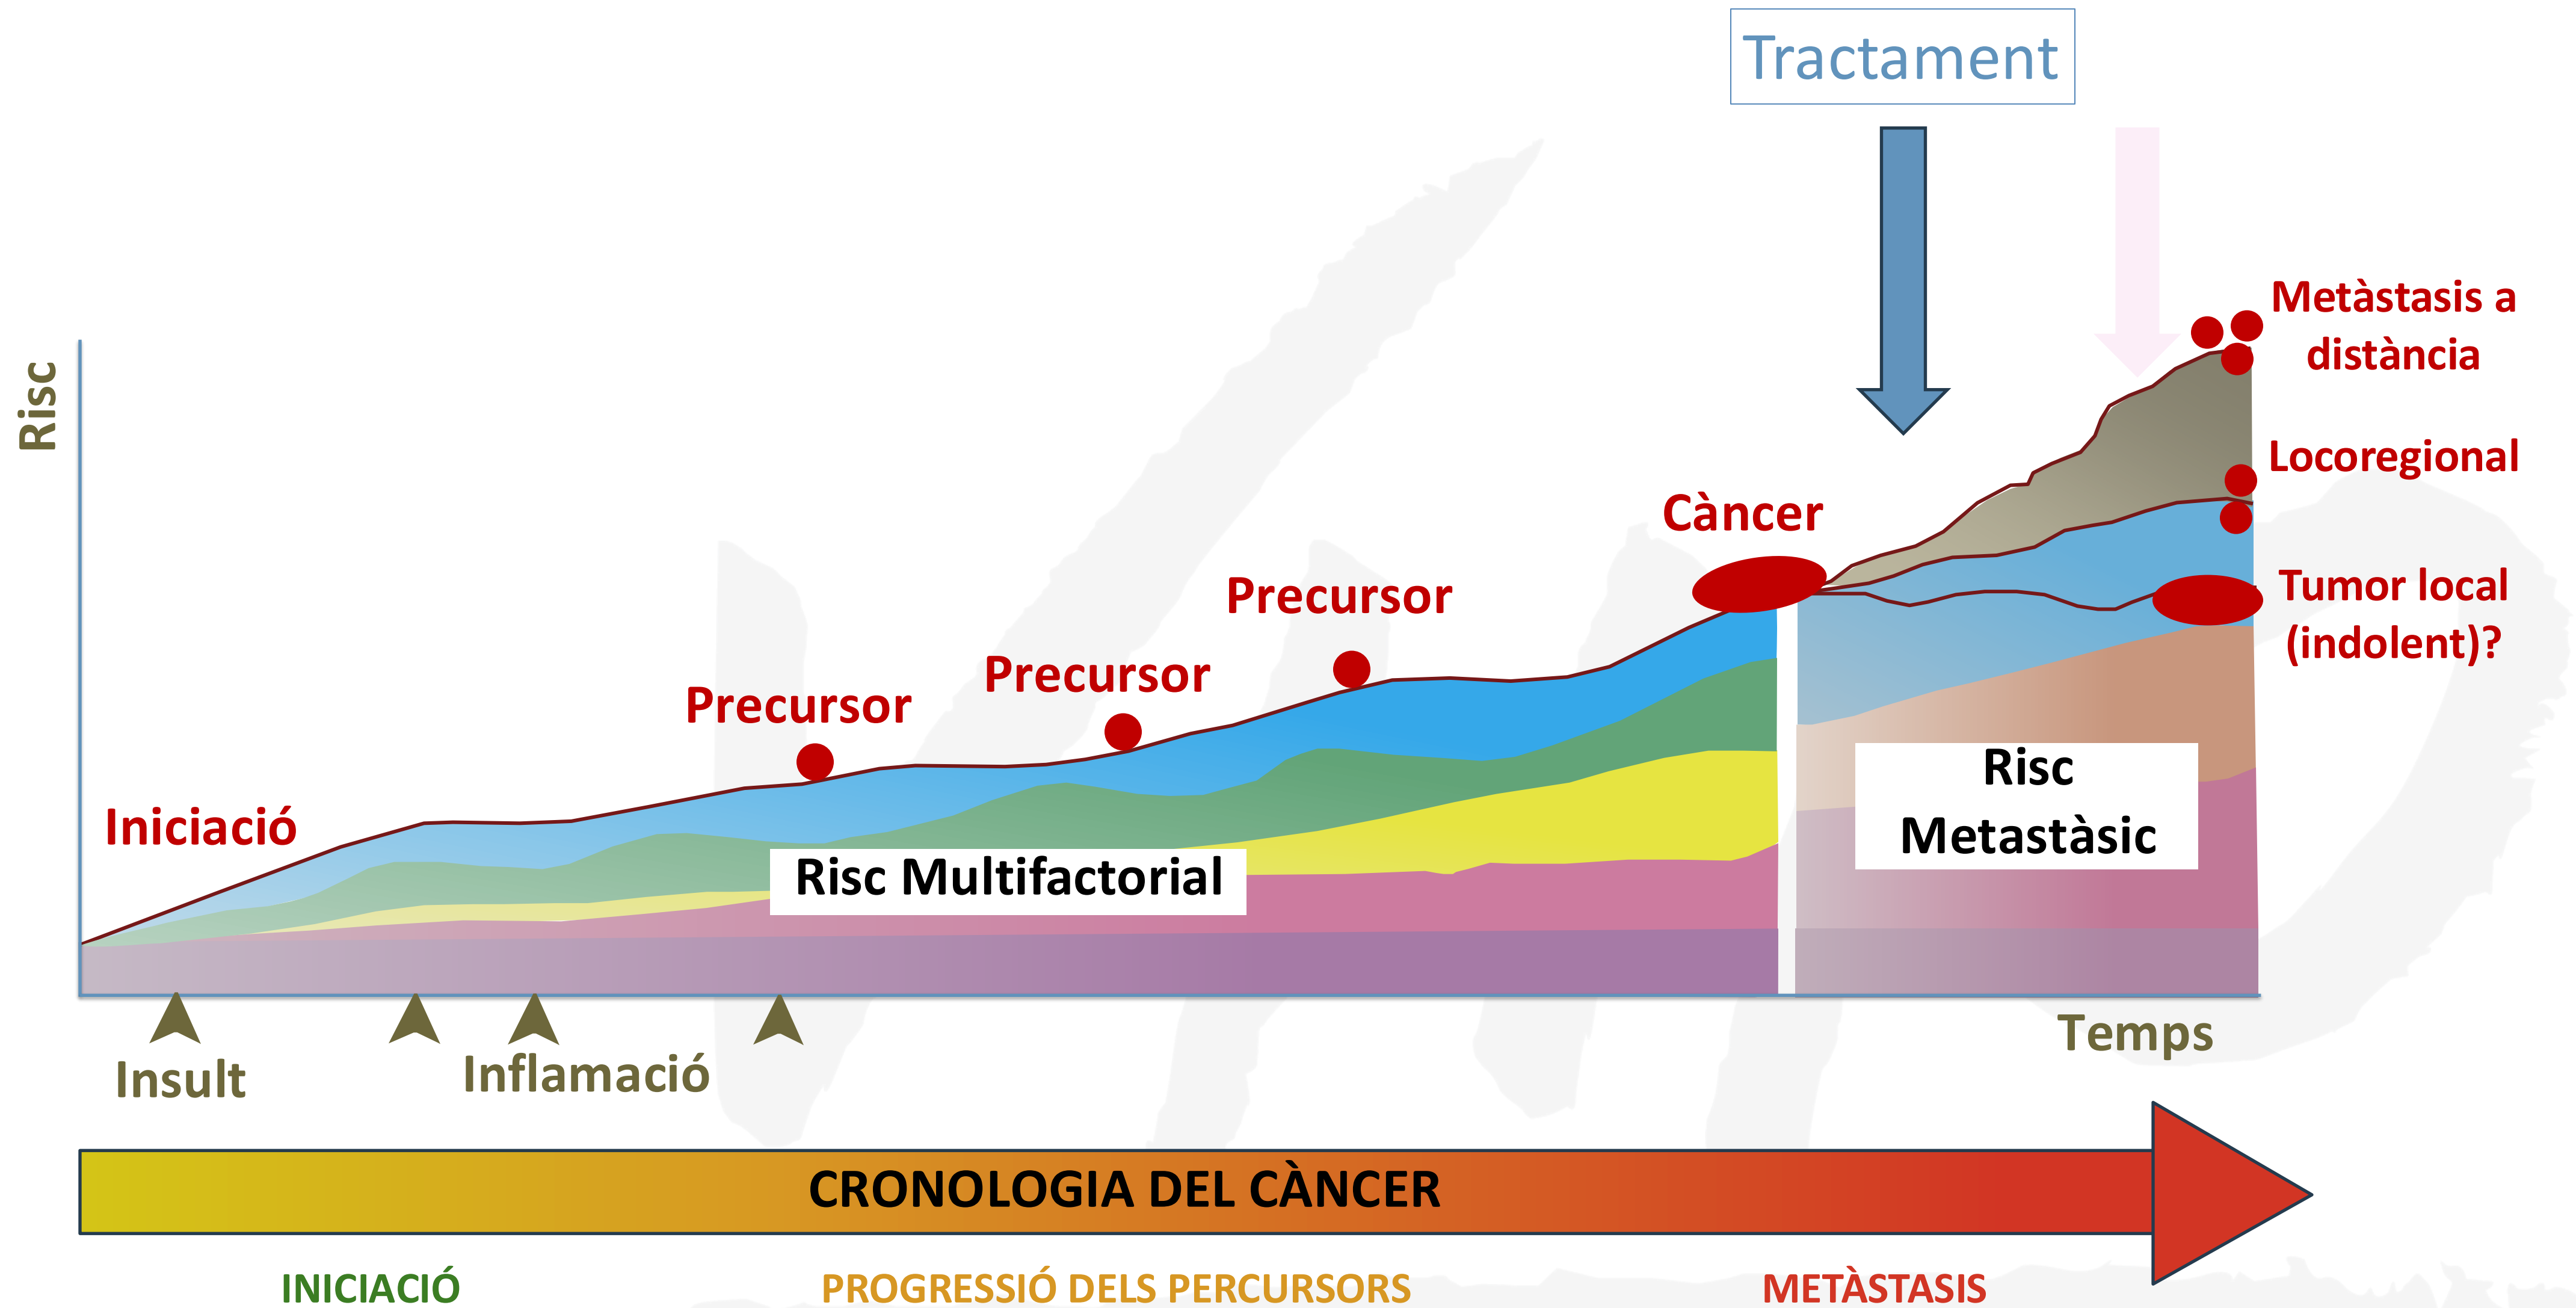 Tractament
Metàstasis a
distància
Risc
Locoregional
Càncer
Tumor local
(indolent)?
Precursor
Precursor
Precursor
Iniciació
Risc
Metastàsic
Risc Multifactorial
Temps
Insult
Inflamació
CRONOLOGIA DEL CÀNCER
INICIACIÓ
PROGRESSIÓ DELS PERCURSORS
METÀSTASIS